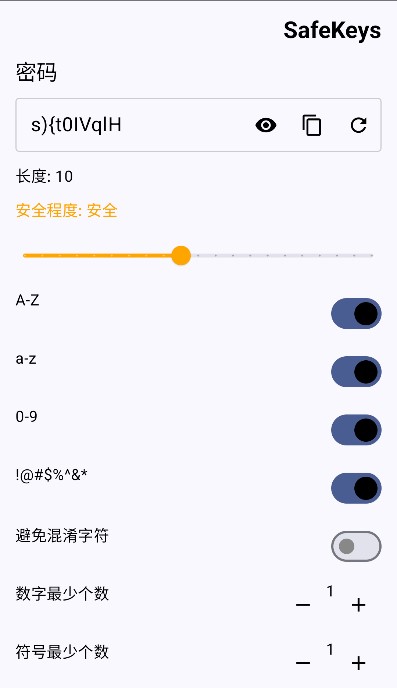 SafeKeys
密码
s){t0IVqlH
长度: 10
安全程度: 安全
A-Z
a-z
0-9
!@#$%^&*
避免混淆字符
数字最少个数
1
符号最少个数
1